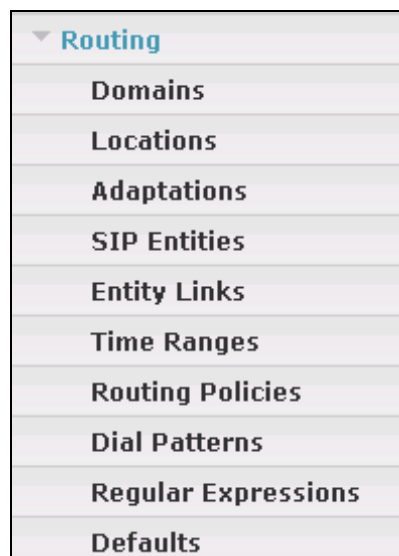 Routing
Domains
Locations
Adaptations
SIP Entities
Entity Links
Time Ranges
Routing Policies
Dial Patterns
Regular Expressions
Defaults